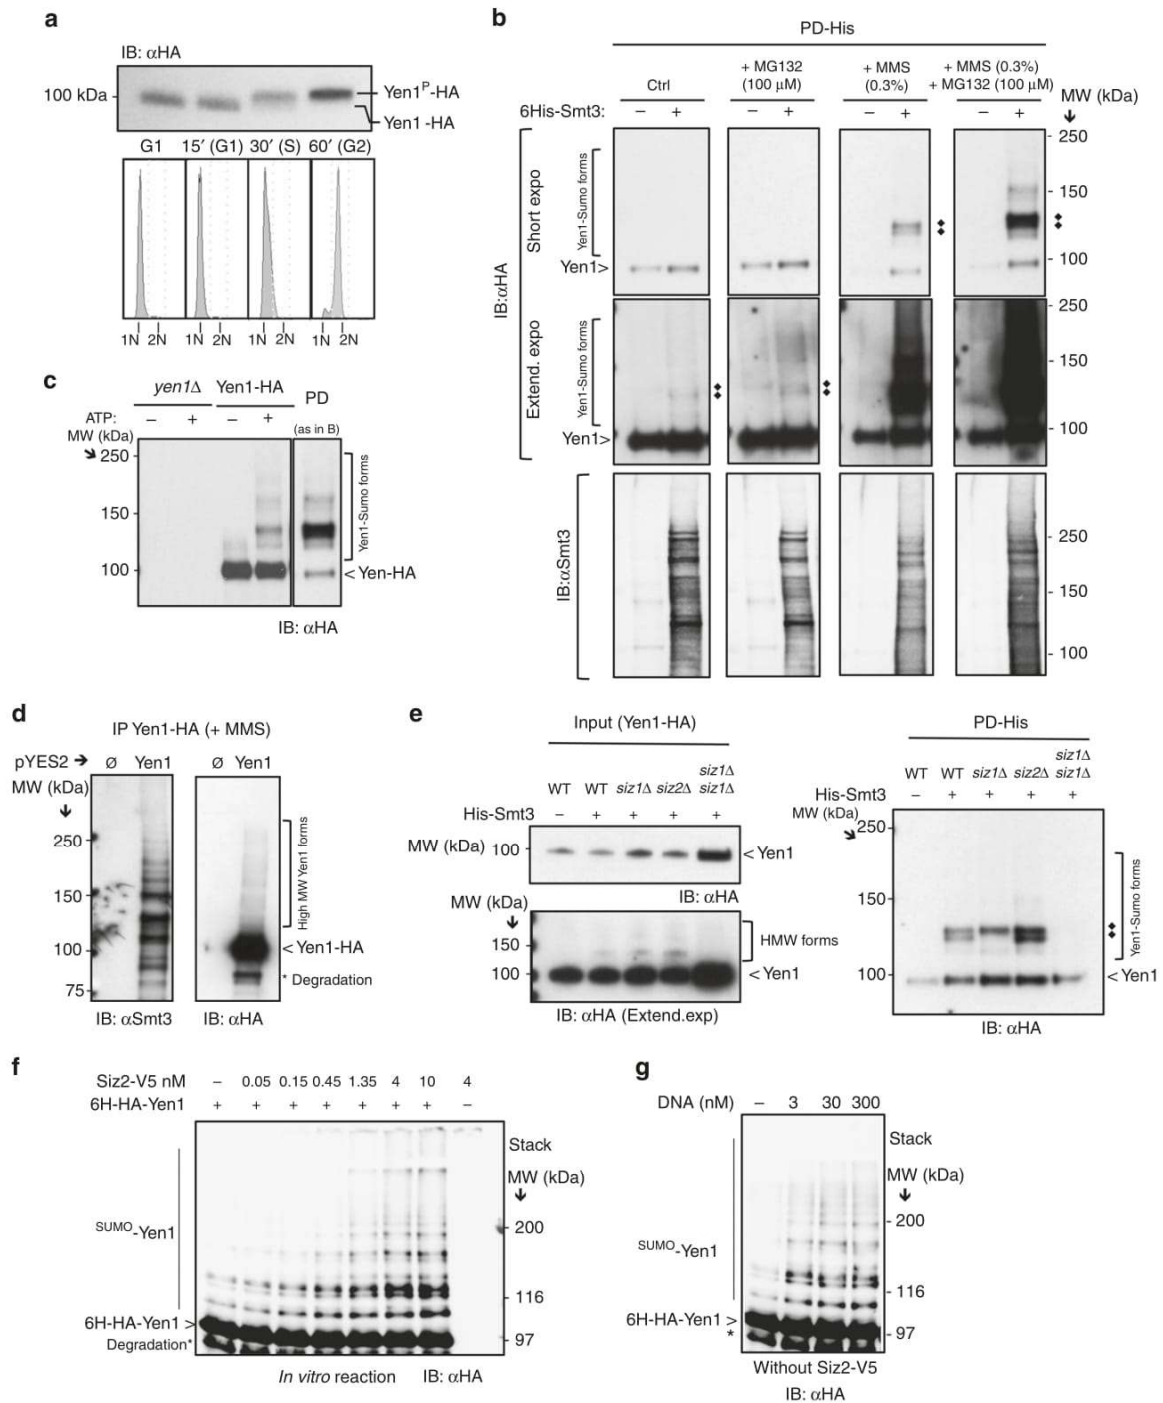 a
IB: αHA
100 kDa
Yen1P-HA
Yen1 -HA
G1 15′ (G1) 30′ (S) 60′ (G2)
1N 2N 1N 2N 1N 2N 1N 2N
b
PD-His
Ctrl
+ MG132
(100 μM)
+ MMS
(0.3%)
+ MMS (0.3%)
+ MG132 (100 μM)
MW (kDa)
6His-Smt3: – + – + – + – +
IB:αHA
Short expo
Yen1-Sumo forms
Yen1>
250
150
100
Extend. expo
Yen1-Sumo forms
Yen1>
250
150
100
IB:αSmt3
250
150
100
c
yen1Δ Yen1-HA PD
ATP: – + – + (as in B)
MW (kDa)
250
150
100
Yen1-Sumo forms
< Yen-HA
IB: αHA
d
IP Yen1-HA (+ MMS)
pYES2 Ø Yen1 Ø Yen1
MW (kDa)
250
150
100
75
High MW Yen1 forms
< Yen1-HA
* Degradation
IB: αSmt3 IB: αHA
e
Input (Yen1-HA)
WT WT siz1Δ siz2Δ siz1Δ siz1Δ
His-Smt3 – + + + +
MW (kDa) 100
< Yen1
IB: αHA
MW (kDa)
150
100
HMW forms
< Yen1
IB: αHA (Extend.exp)
PD-His
WT WT siz1Δ siz2Δ siz1Δ siz1Δ
His-Smt3 – + + + +
MW (kDa)
250
150
100
Yen1-Sumo forms
< Yen1
IB: αHA
f
Siz2-V5 nM – 0.05 0.15 0.45 1.35 4 10 4
6H-HA-Yen1 + + + + + + + –
Stack
MW (kDa)
200
116
97
SUMO-Yen1
6H-HA-Yen1 >
Degradation*
In vitro reaction IB: αHA
g
DNA (nM) – 3 30 300
Stack
MW (kDa)
200
116
97
SUMO-Yen1
6H-HA-Yen1 >
*
Without Siz2-V5
IB: αHA